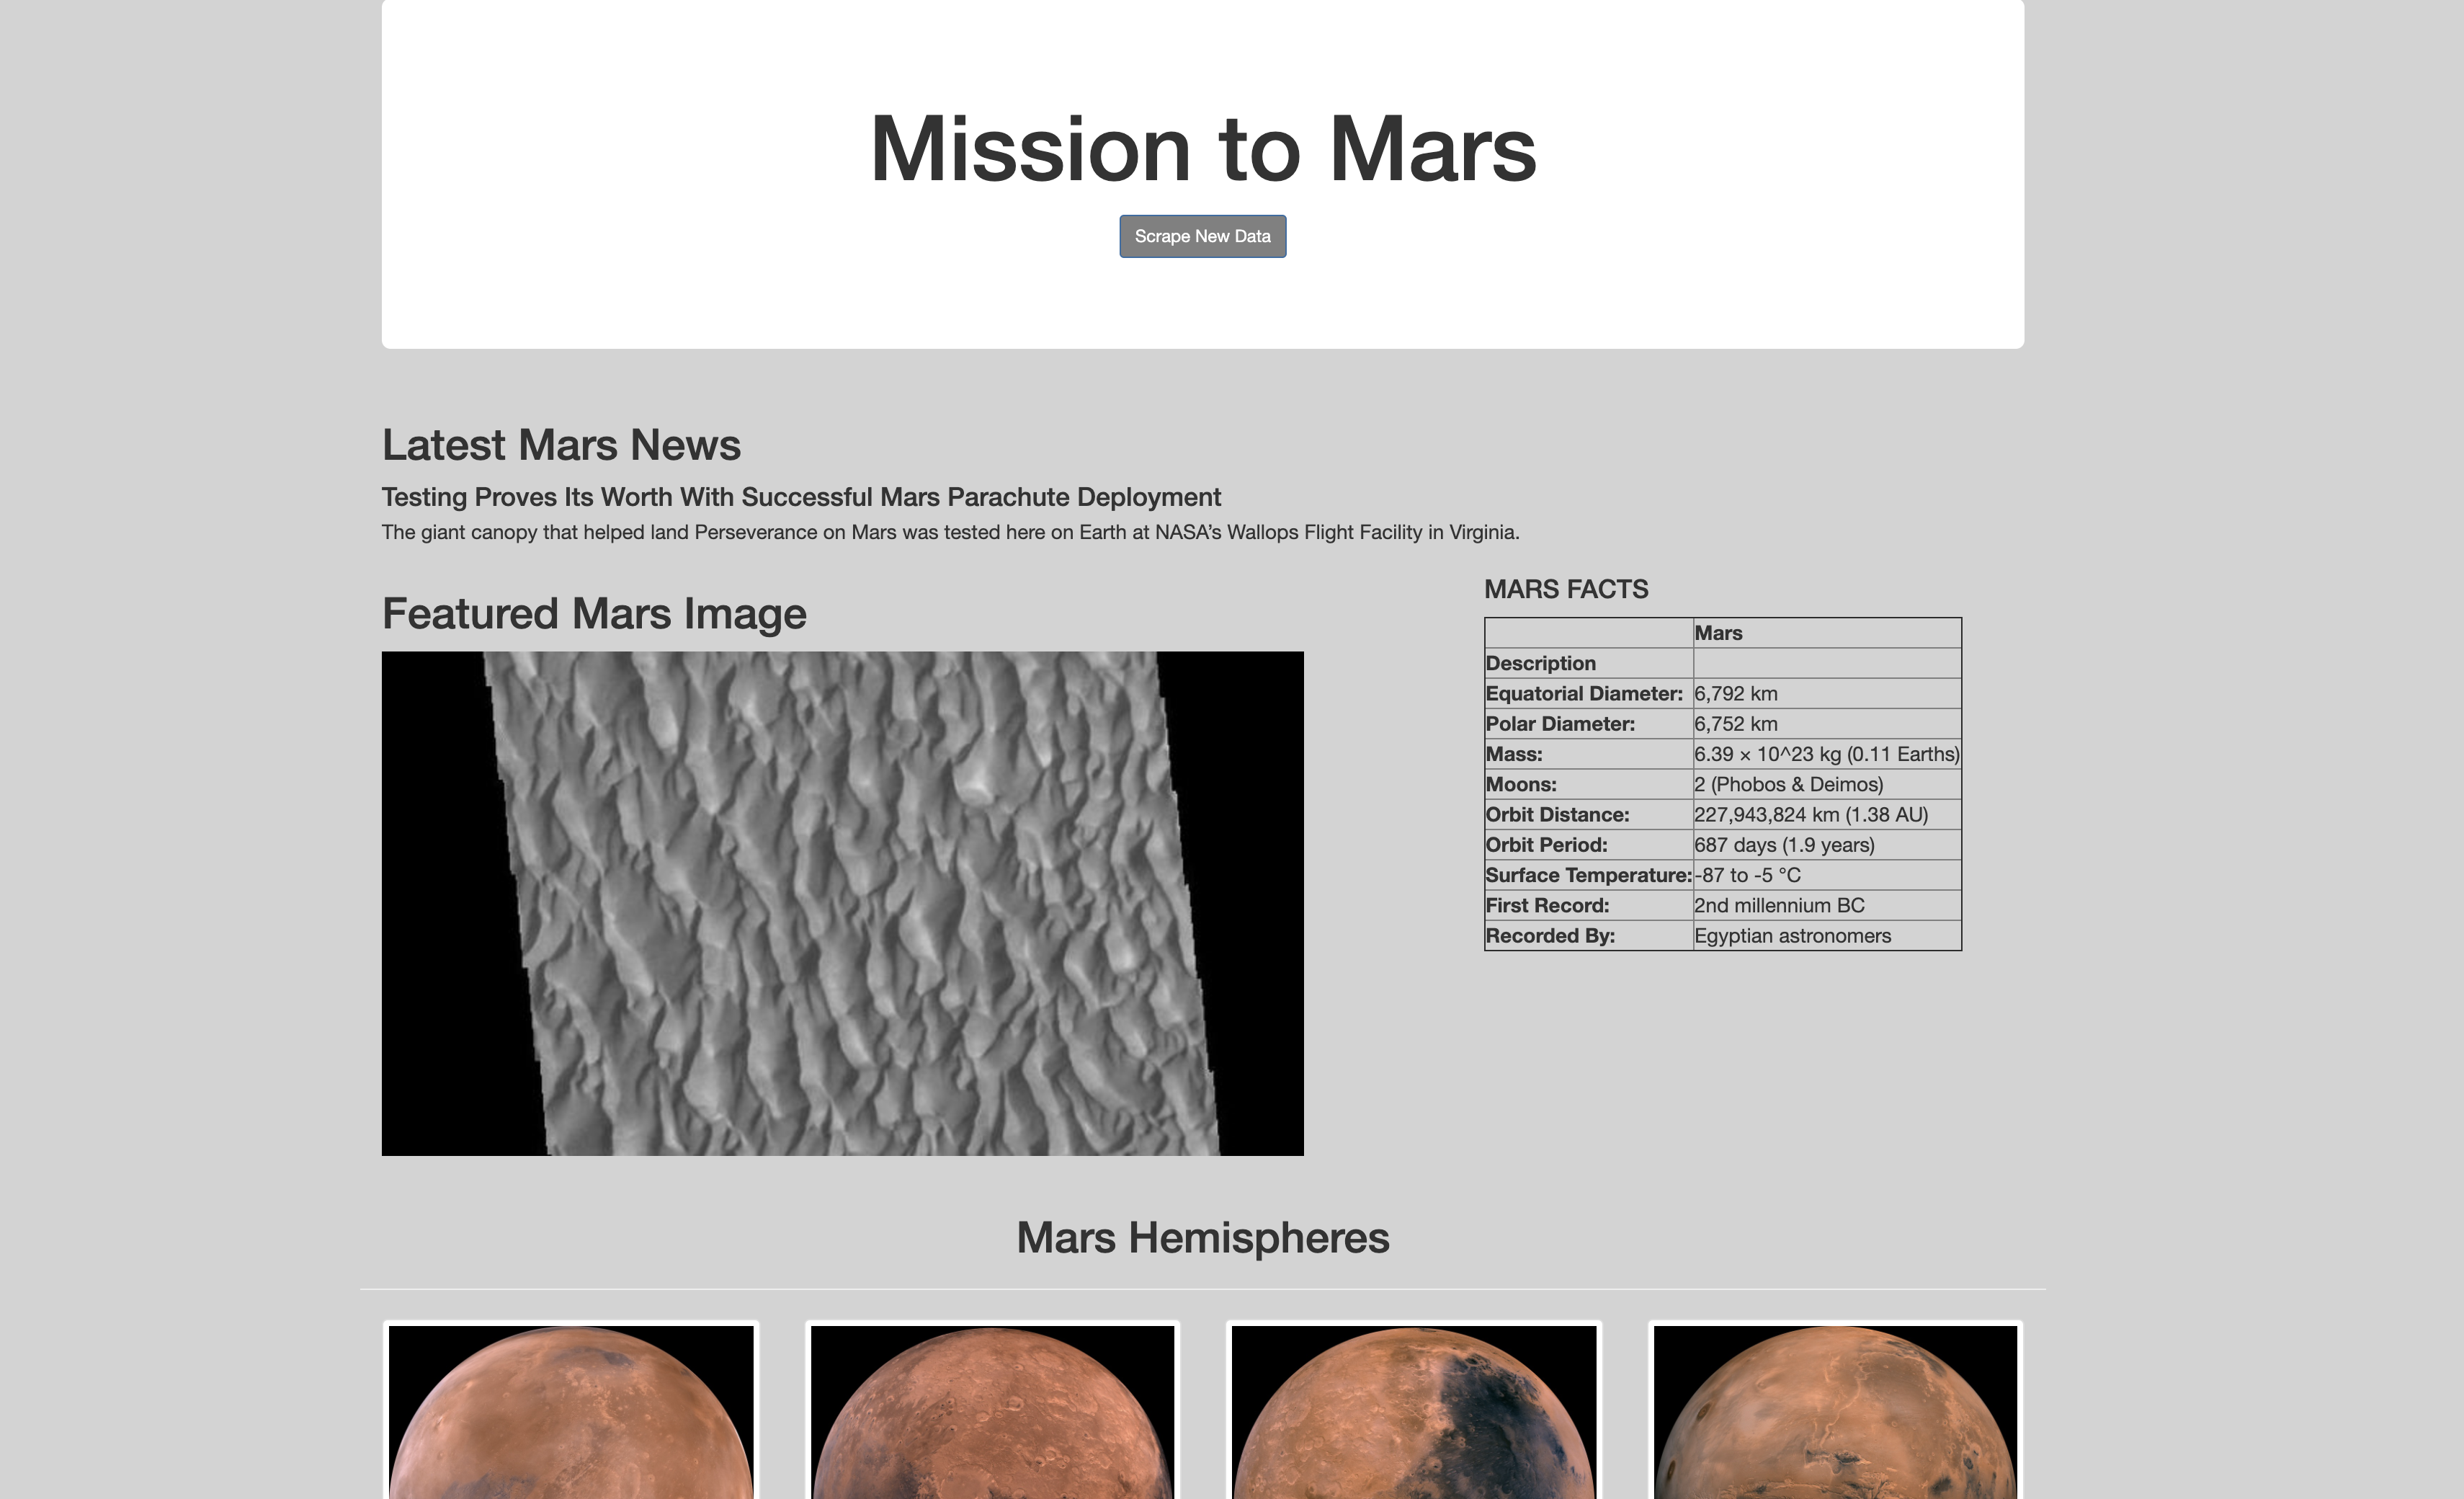 Mission to Mars
Scrape New Data
Latest Mars News
Testing Proves Its Worth With Successful Mars Parachute Deployment
The giant canopy that helped land Perseverance on Mars was tested here on Earth at NASA’s Wallops Flight Facility in Virginia.
Featured Mars Image
MARS FACTS
Mars
Description
Equatorial Diameter: 6,792 km
Polar Diameter: 6,752 km
Mass: 6.39 × 10^23 kg (0.11 Earths)
Moons: 2 (Phobos & Deimos)
Orbit Distance: 227,943,824 km (1.38 AU)
Orbit Period: 687 days (1.9 years)
Surface Temperature: -87 to -5 °C
First Record: 2nd millennium BC
Recorded By: Egyptian astronomers
Mars Hemispheres